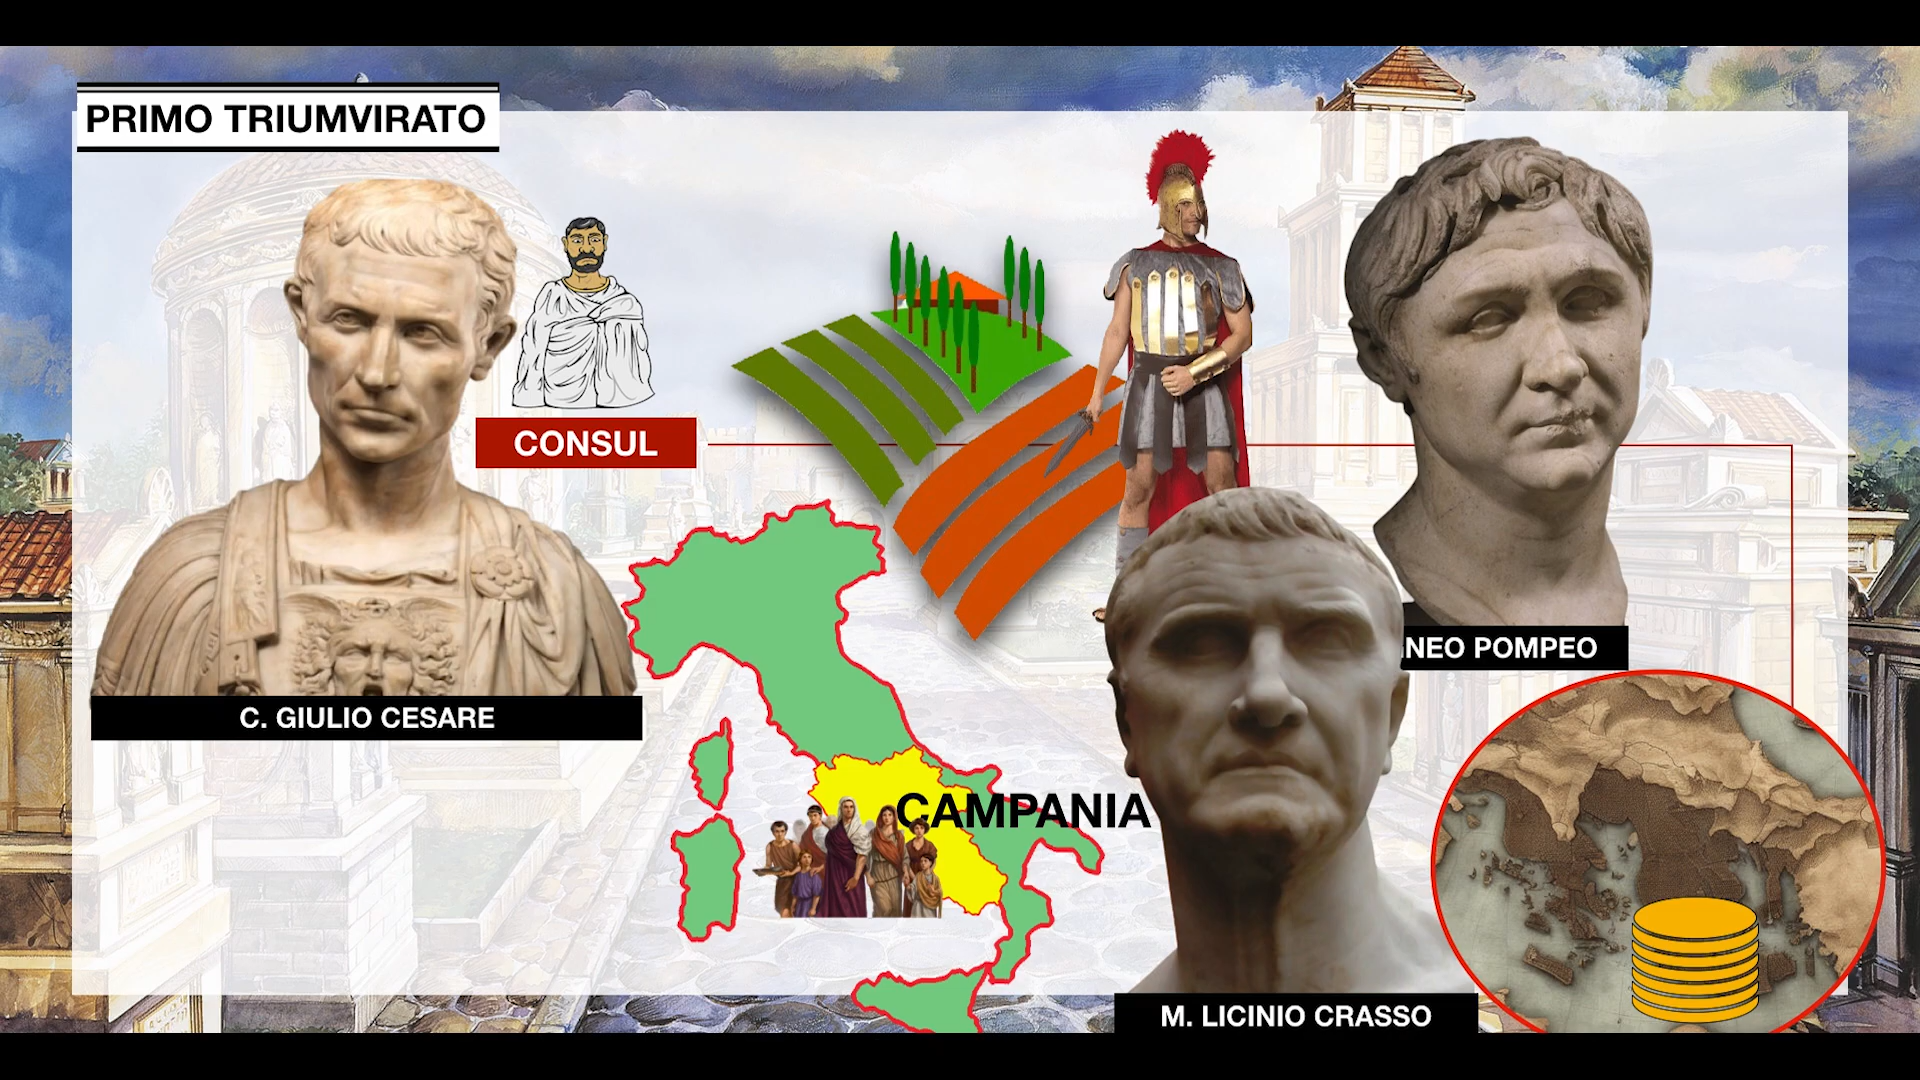 PRIMO TRIUMVIRATO
CONSUL
NEO POMPEO
C. GIULIO CESARE
CAMPANIA
M. LICINIO CRASSO